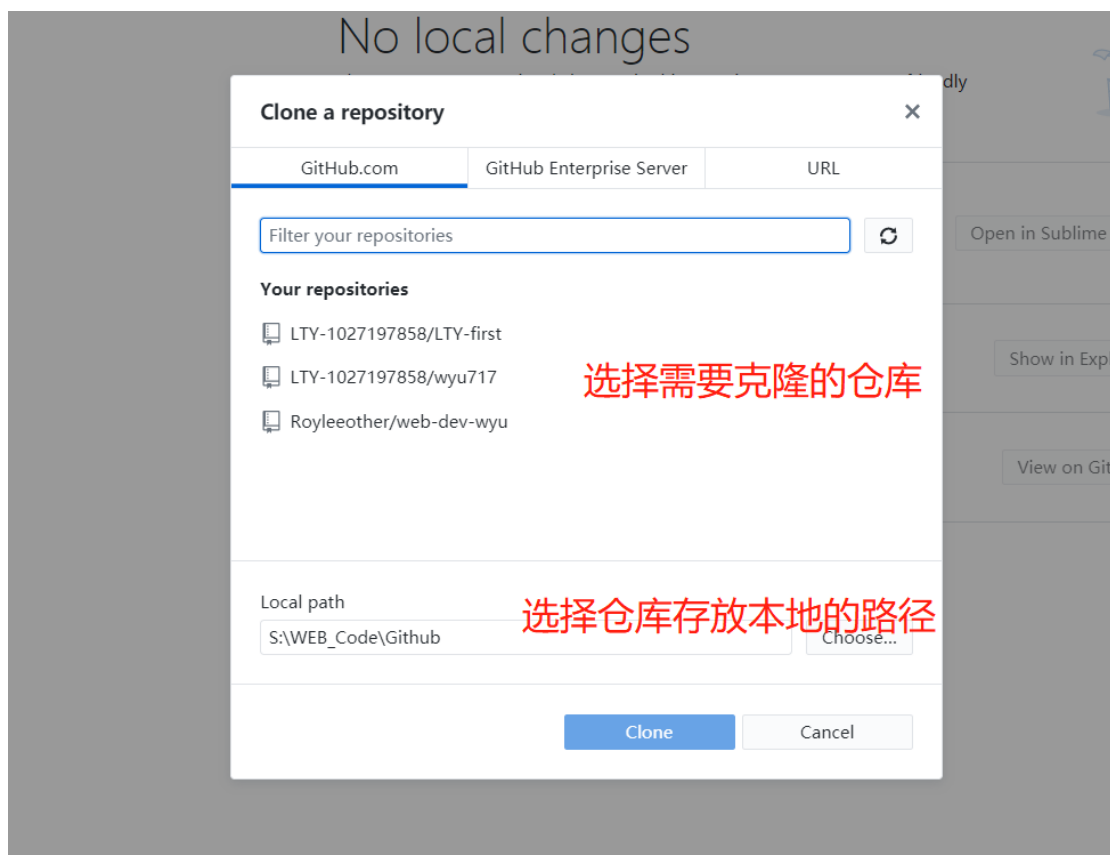 No local changes
dly
Clone a repository
GitHub.com
GitHub Enterprise Server
URL
Filter your repositories
Open in Sublime
Your repositories
LTY-1027197858/LTY-first
Show in Exp
LTY-1027197858/wyu717
选择需要克隆的仓库
Royleeother/web-dev-wyu
View on Git
Local path
选择仓库存放本地的路径
S:\WEB_Code\Github
Choose...
Clone
Cancel